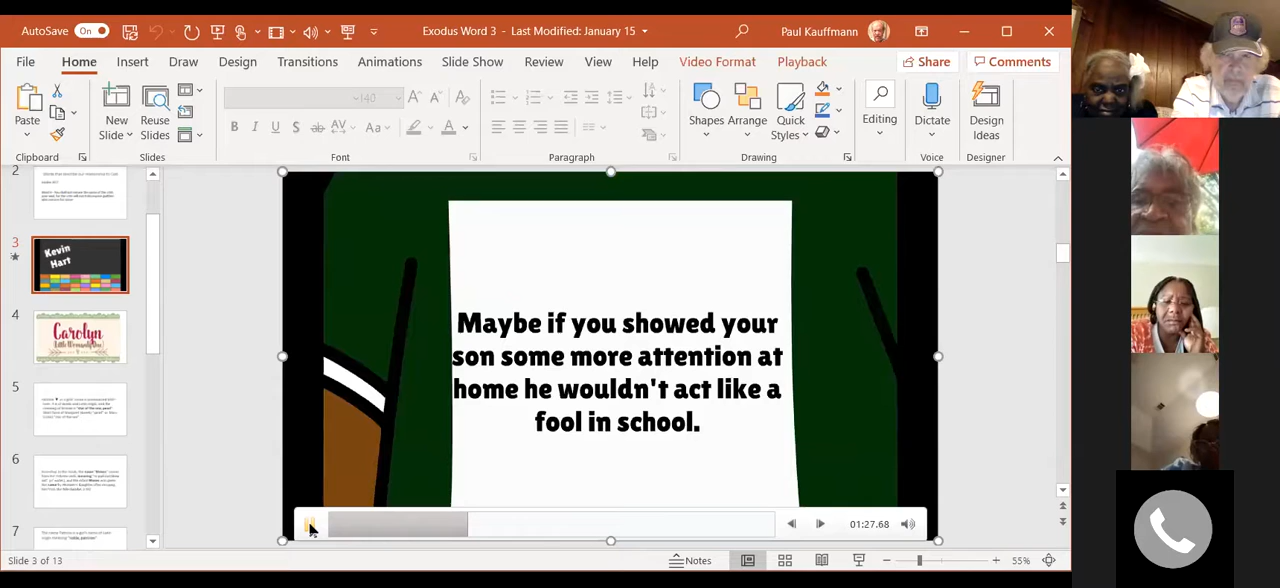 AutoSave On
Exodus Word 3 - Last Modified: January 15
Paul Kauffmann
File Home Insert Draw Design Transitions Animations Slide Show Review View Help Video Format Playback Share Comments
Paste
New Slide
Reuse Slides
40
B I U S ab AV Aa A
Shapes
Arrange
Quick Styles
Editing
Dictate
Design Ideas
Clipboard Slides Font Paragraph Drawing Voice Designer
2
3
Kevin
Hart
4
Carolyn
5
6
7
Maybe if you showed your
son some more attention at
home he wouldn't act like a
fool in school.
01:27.68
Slide 3 of 13
Notes
55%